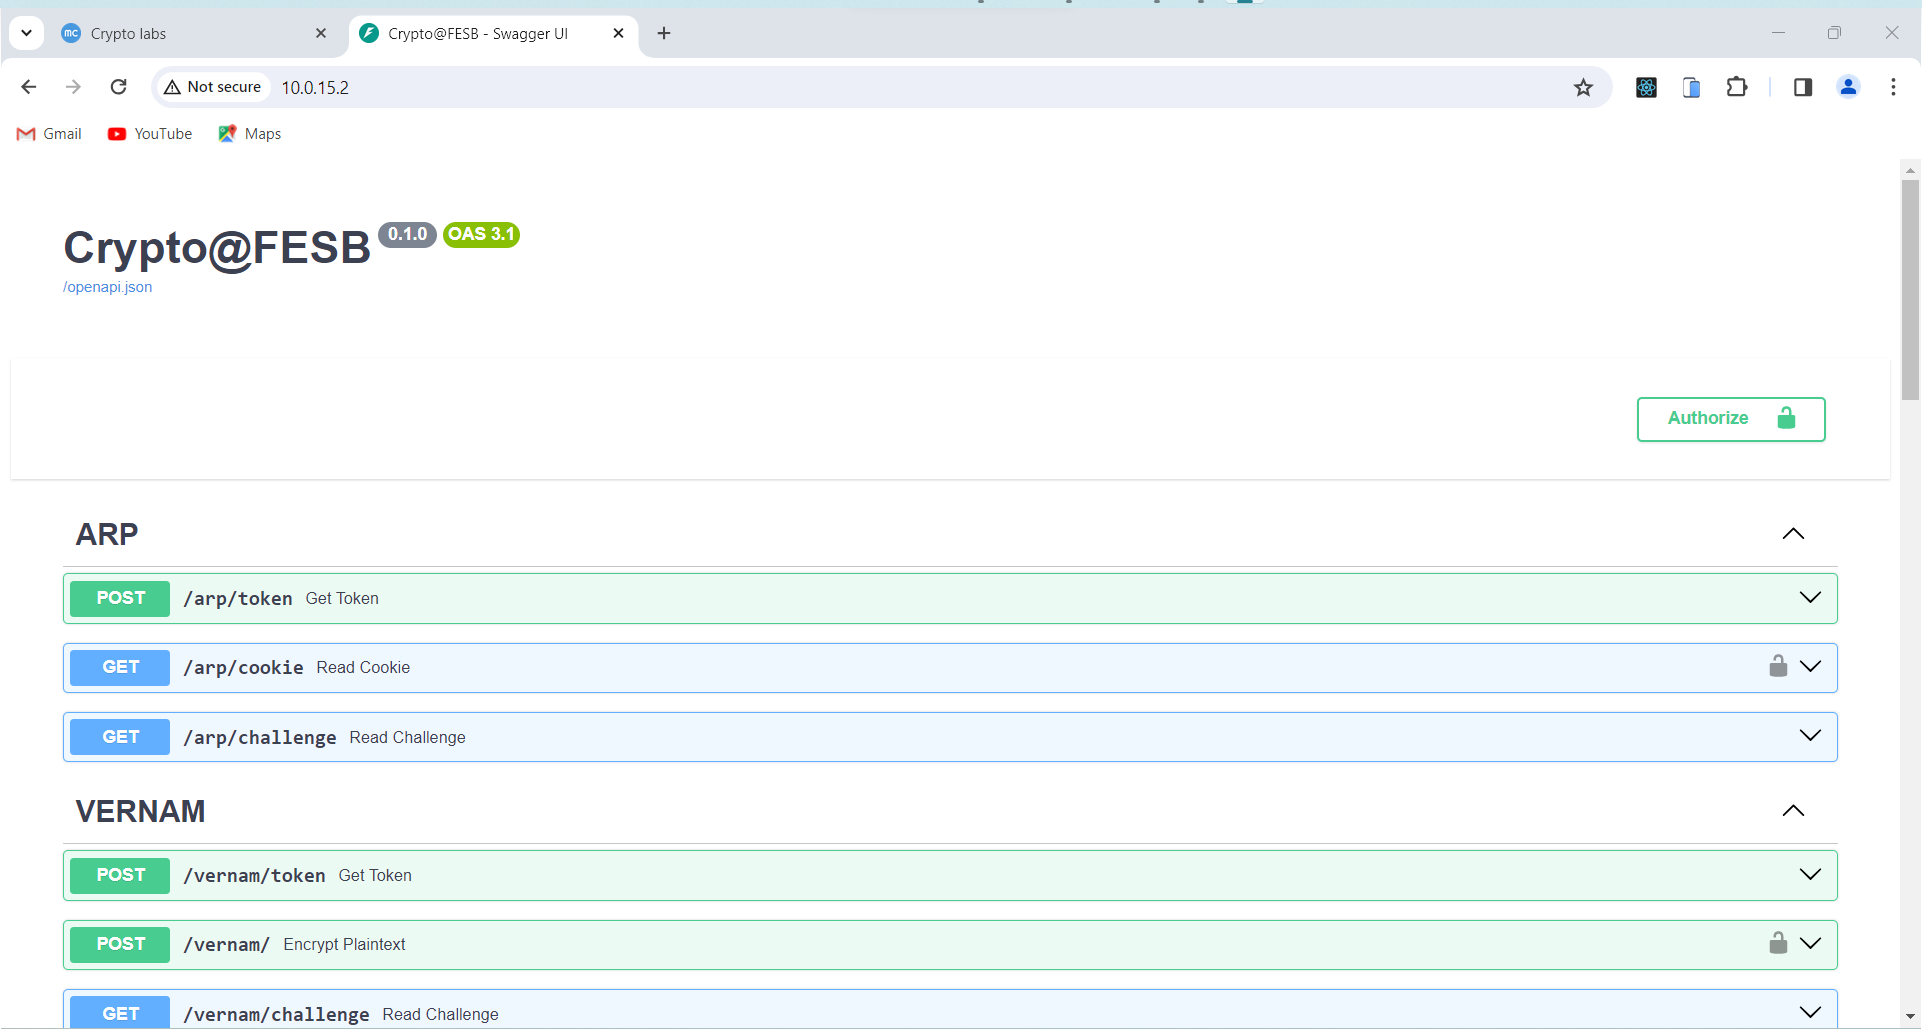 mc Crypto labs
Crypto@FESB - Swagger UI
Not secure 10.0.15.2
Gmail YouTube Maps
Crypto@FESB 0.1.0 OAS 3.1
/openapi.json
Authorize
ARP
POST /arp/token Get Token
GET /arp/cookie Read Cookie
GET /arp/challenge Read Challenge
VERNAM
POST /vernam/token Get Token
POST /vernam/ Encrypt Plaintext
GET /vernam/challenge Read Challenge